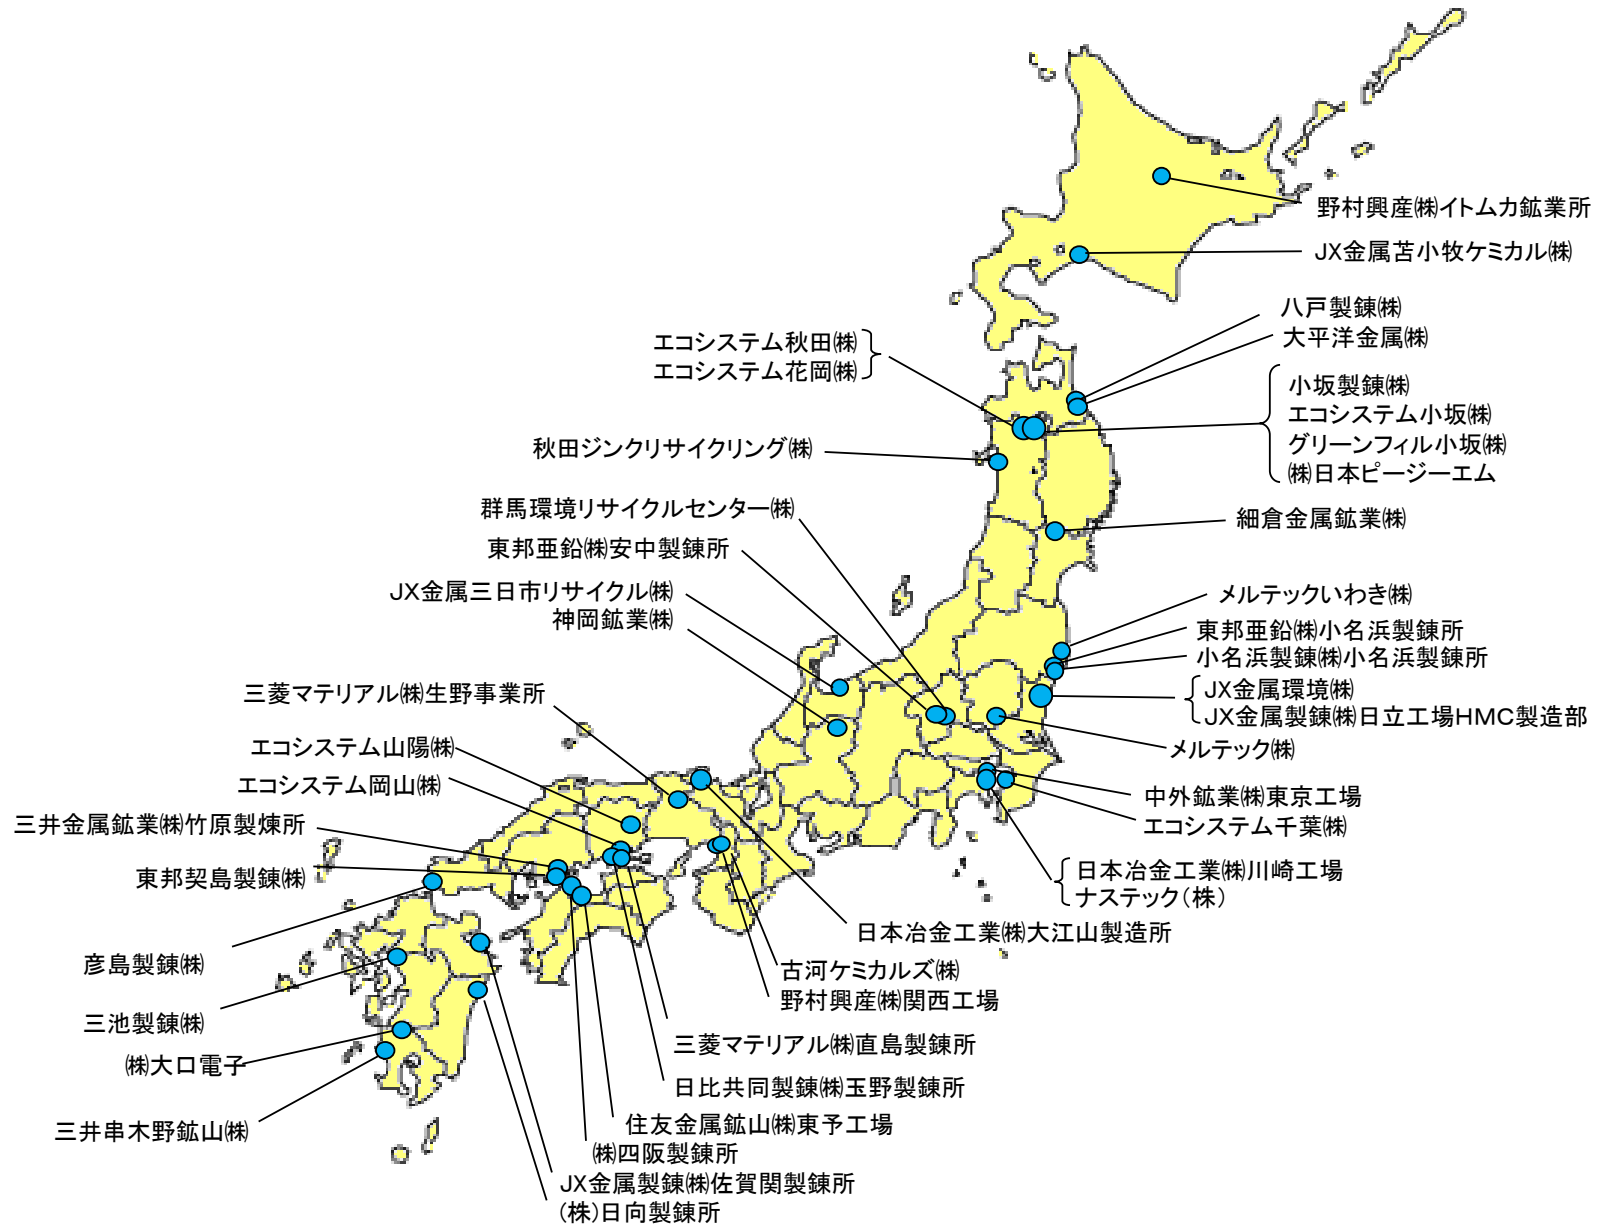 野村興産㈱イトムカ鉱業所
JX金属苫小牧ケミカル㈱
八戸製錬㈱
大平洋金属㈱
エコシステム秋田㈱
エコシステム花岡㈱
小坂製錬㈱
エコシステム小坂㈱
グリーンフィル小坂㈱
㈱日本ピージーエム
秋田ジンクリサイクリング㈱
群馬環境リサイクルセンター㈱
細倉金属鉱業㈱
東邦亜鉛㈱安中製錬所
JX金属三日市リサイクル㈱
神岡鉱業㈱
メルテックいわき㈱
東邦亜鉛㈱小名浜製錬所
小名浜製錬㈱小名浜製錬所
JX金属環境㈱
JX金属製錬㈱日立工場HMC製造部
三菱マテリアル㈱生野事業所
エコシステム山陽㈱
エコシステム岡山㈱
メルテック㈱
中外鉱業㈱東京工場
エコシステム千葉㈱
三井金属鉱業㈱竹原製煉所
東邦契島製錬㈱
日本冶金工業㈱川崎工場
ナステック(株)
日本冶金工業㈱大江山製造所
彦島製錬㈱
古河ケミカルズ㈱
野村興産㈱関西工場
三池製錬㈱
三菱マテリアル㈱直島製錬所
㈱大口電子
日比共同製錬㈱玉野製錬所
三井串木野鉱山㈱
住友金属鉱山㈱東予工場
㈱四阪製錬所
JX金属製錬㈱佐賀関製錬所
(株)日向製錬所